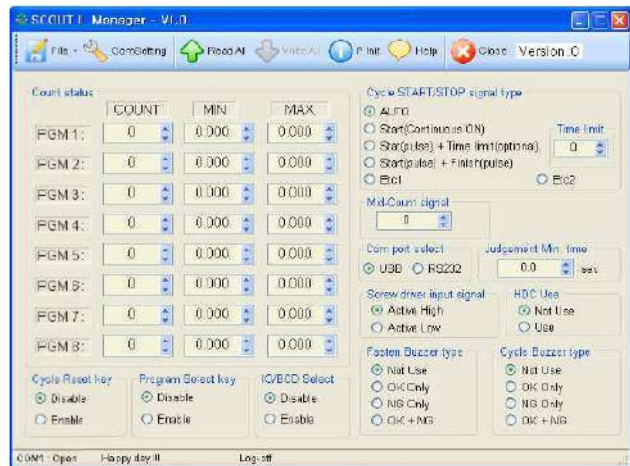 SCOUT I Manager - V1.0
File ComSetting Read All Write All P.Init Help Close Version :0
Count status
COUNT MIN MAX
PGM 1: 0 0.000 0.000
PGM 2: 0 0.000 0.000
PGM 3: 0 0.000 0.000
PGM 4: 0 0.000 0.000
PGM 5: 0 0.000 0.000
PGM 6: 0 0.000 0.000
PGM 7: 0 0.000 0.000
PGM 8: 0 0.000 0.000
Cycle Reset key
Disable
Enable
Program Select key
Disable
Enable
IO/BCD Select
Disable
Enable
Cycle START/STOP signal type
AUTO
Start(Continuous ON)
Start(pulse) + Time limit(optional)
Start(pulse) + Finish(pulse)
Etc1 Etc2
Time limit
0
Mid-Count signal
0
Com port select
USB RS232
Judgement Min. time
0.0 sec
Screw driver input signal
Active High
Active Low
HDC Use
Not Use
Use
Fasten Buzzer type
Not Use
OK Only
NG Only
OK + NG
Cycle Buzzer type
Not Use
OK Only
NG Only
OK + NG
COM1 : Open Happy day !!! Log-off